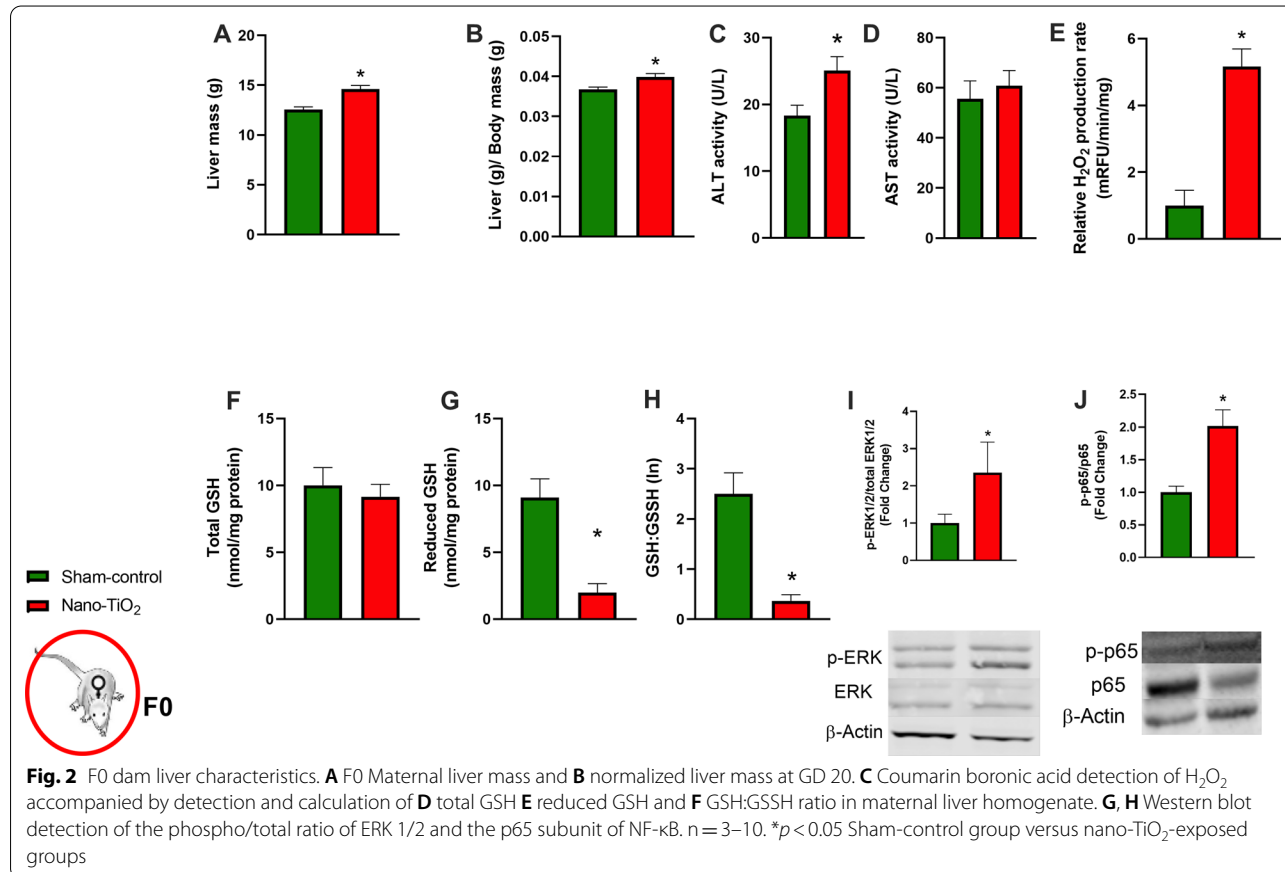 A
Liver mass (g)
20
15
10
5
0
*
B
Liver (g)/ Body mass (g)
0.05
0.04
0.03
0.02
0.01
0.00
*
C
ALT activity (U/L)
30
20
10
0
*
D
AST activity (U/L)
80
60
40
20
0
E
Relative H₂O₂ production rate
(mRFU/min/mg)
6
4
2
0
*
F
Total GSH
(nmol/mg protein)
15
10
5
0
G
Reduced GSH
(nmol/mg protein)
15
10
5
0
*
H
GSH:GSSH (ln)
4
3
2
1
0
*
I
p-ERK1/2/total ERK1/2
(Fold Change)
4
3
2
1
0
*
J
p-p65/p65
(Fold Change)
2.5
2.0
1.5
1.0
0.5
0.0
*
Sham-control
Nano-TiO₂
F0
p-ERK
ERK
β-Actin
p-p65
p65
β-Actin
Fig. 2 F0 dam liver characteristics. A F0 Maternal liver mass and B normalized liver mass at GD 20. C Coumarin boronic acid detection of H₂O₂
accompanied by detection and calculation of D total GSH E reduced GSH and F GSH:GSSH ratio in maternal liver homogenate. G, H Western blot
detection of the phospho/total ratio of ERK 1/2 and the p65 subunit of NF-κB. n = 3–10. *p < 0.05 Sham-control group versus nano-TiO₂-exposed
groups